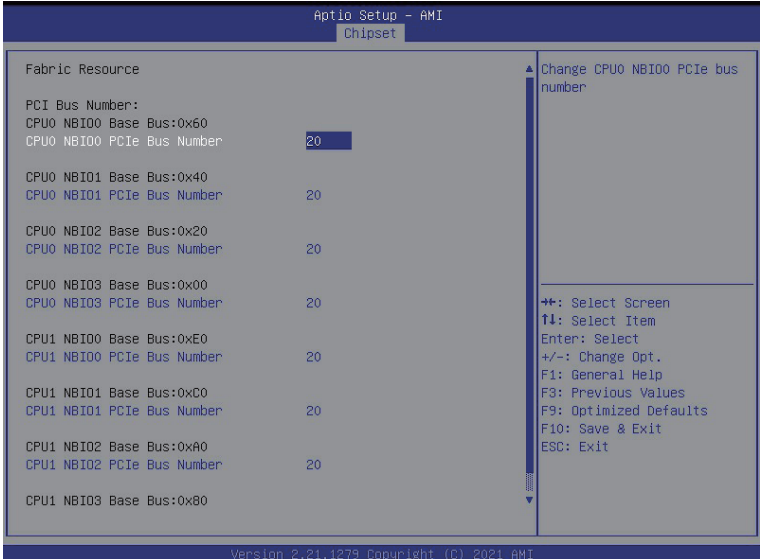 Aptio Setup – AMI
Chipset
Fabric Resource
PCI Bus Number:
CPU0 NBIO0 Base Bus:0x60
CPU0 NBIO0 PCIe Bus Number 20
CPU0 NBIO1 Base Bus:0x40
CPU0 NBIO1 PCIe Bus Number 20
CPU0 NBIO2 Base Bus:0x20
CPU0 NBIO2 PCIe Bus Number 20
CPU0 NBIO3 Base Bus:0x00
CPU0 NBIO3 PCIe Bus Number 20
CPU1 NBIO0 Base Bus:0xE0
CPU1 NBIO0 PCIe Bus Number 20
CPU1 NBIO1 Base Bus:0xC0
CPU1 NBIO1 PCIe Bus Number 20
CPU1 NBIO2 Base Bus:0xA0
CPU1 NBIO2 PCIe Bus Number 20
CPU1 NBIO3 Base Bus:0x80
Change CPU0 NBIO0 PCIe bus
number
→←: Select Screen
↑↓: Select Item
Enter: Select
+/-: Change Opt.
F1: General Help
F3: Previous Values
F9: Optimized Defaults
F10: Save & Exit
ESC: Exit
Version 2.21.1279 Copyright (C) 2021 AMI